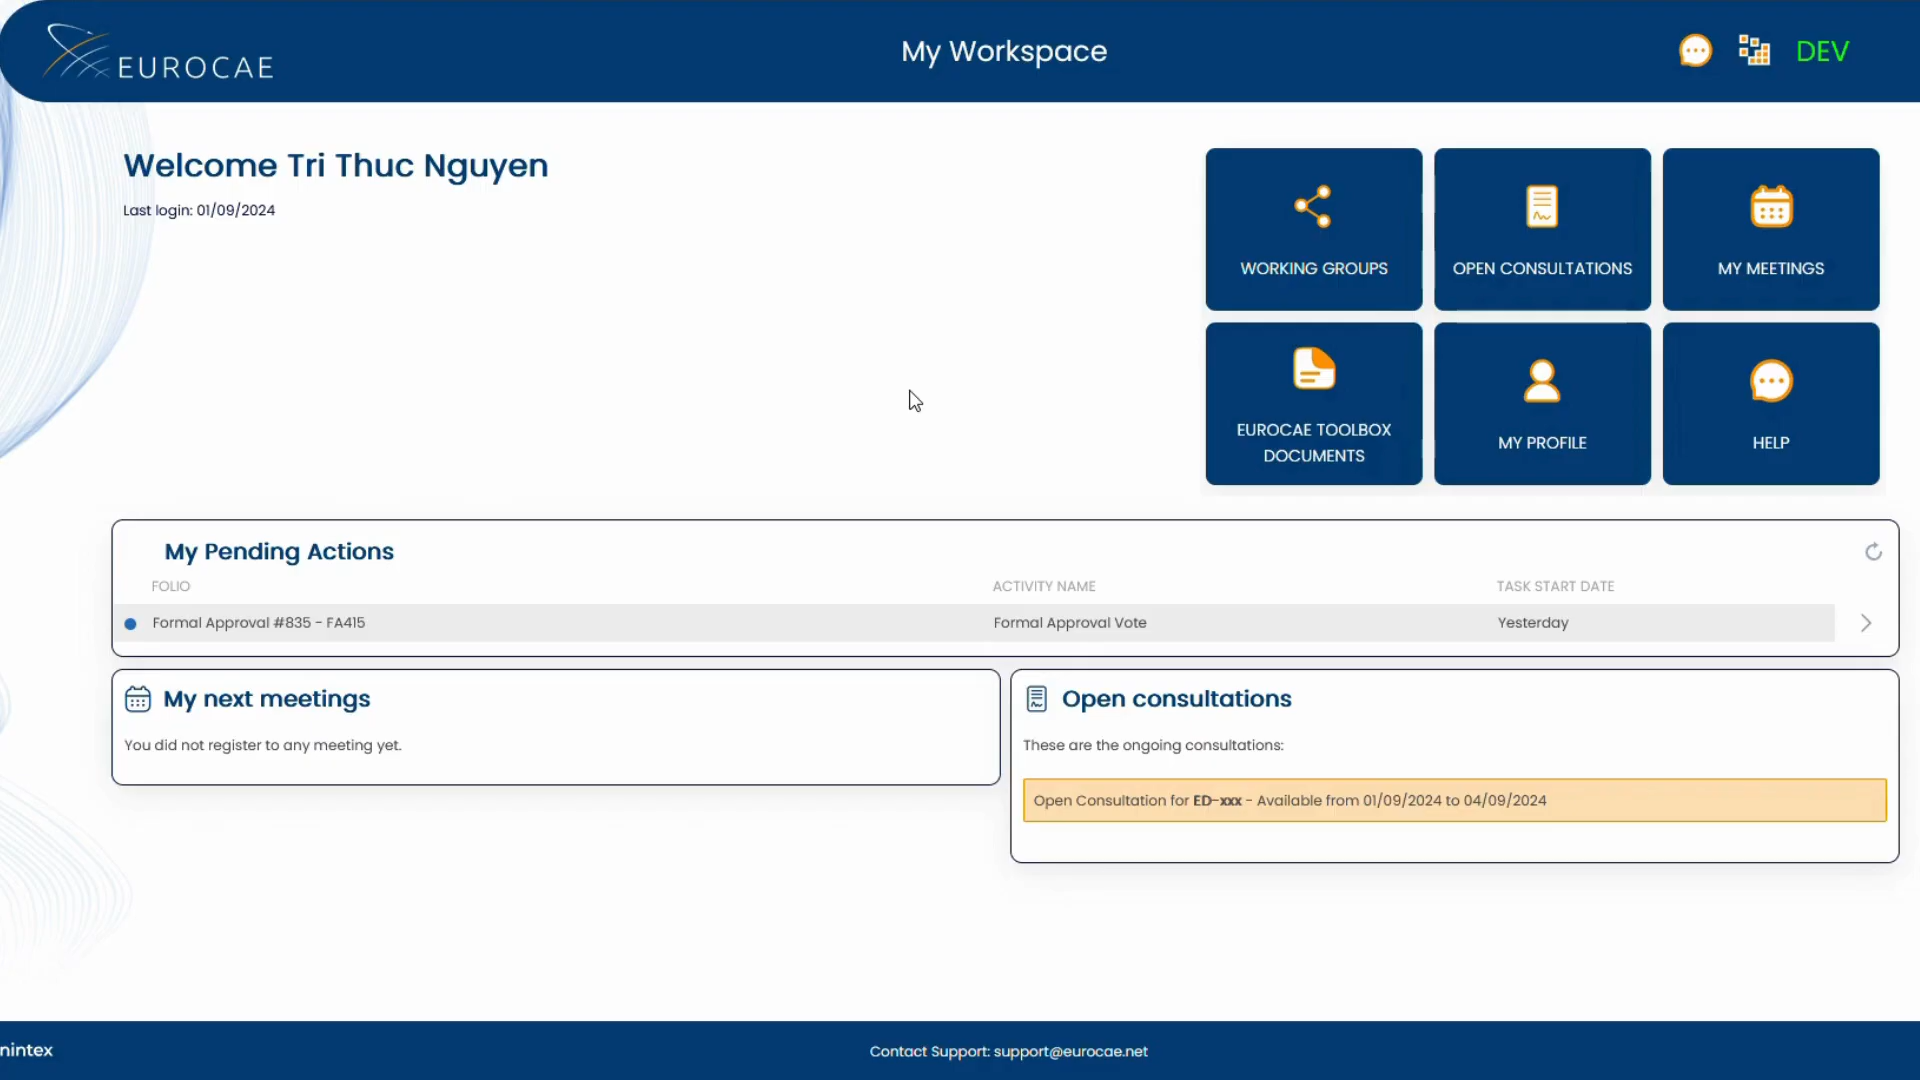 EUROCAE
My Workspace
DEV
Welcome Tri Thuc Nguyen
Last login: 01/09/2024
WORKING GROUPS
OPEN CONSULTATIONS
MY MEETINGS
EUROCAE TOOLBOX
DOCUMENTS
MY PROFILE
HELP
My Pending Actions
FOLIO ACTIVITY NAME TASK START DATE
Formal Approval #835 - FA415 Formal Approval Vote Yesterday
My next meetings
You did not register to any meeting yet.
Open consultations
These are the ongoing consultations:
Open Consultation for ED-xxx - Available from 01/09/2024 to 04/09/2024
nintex
Contact Support: support@eurocae.net